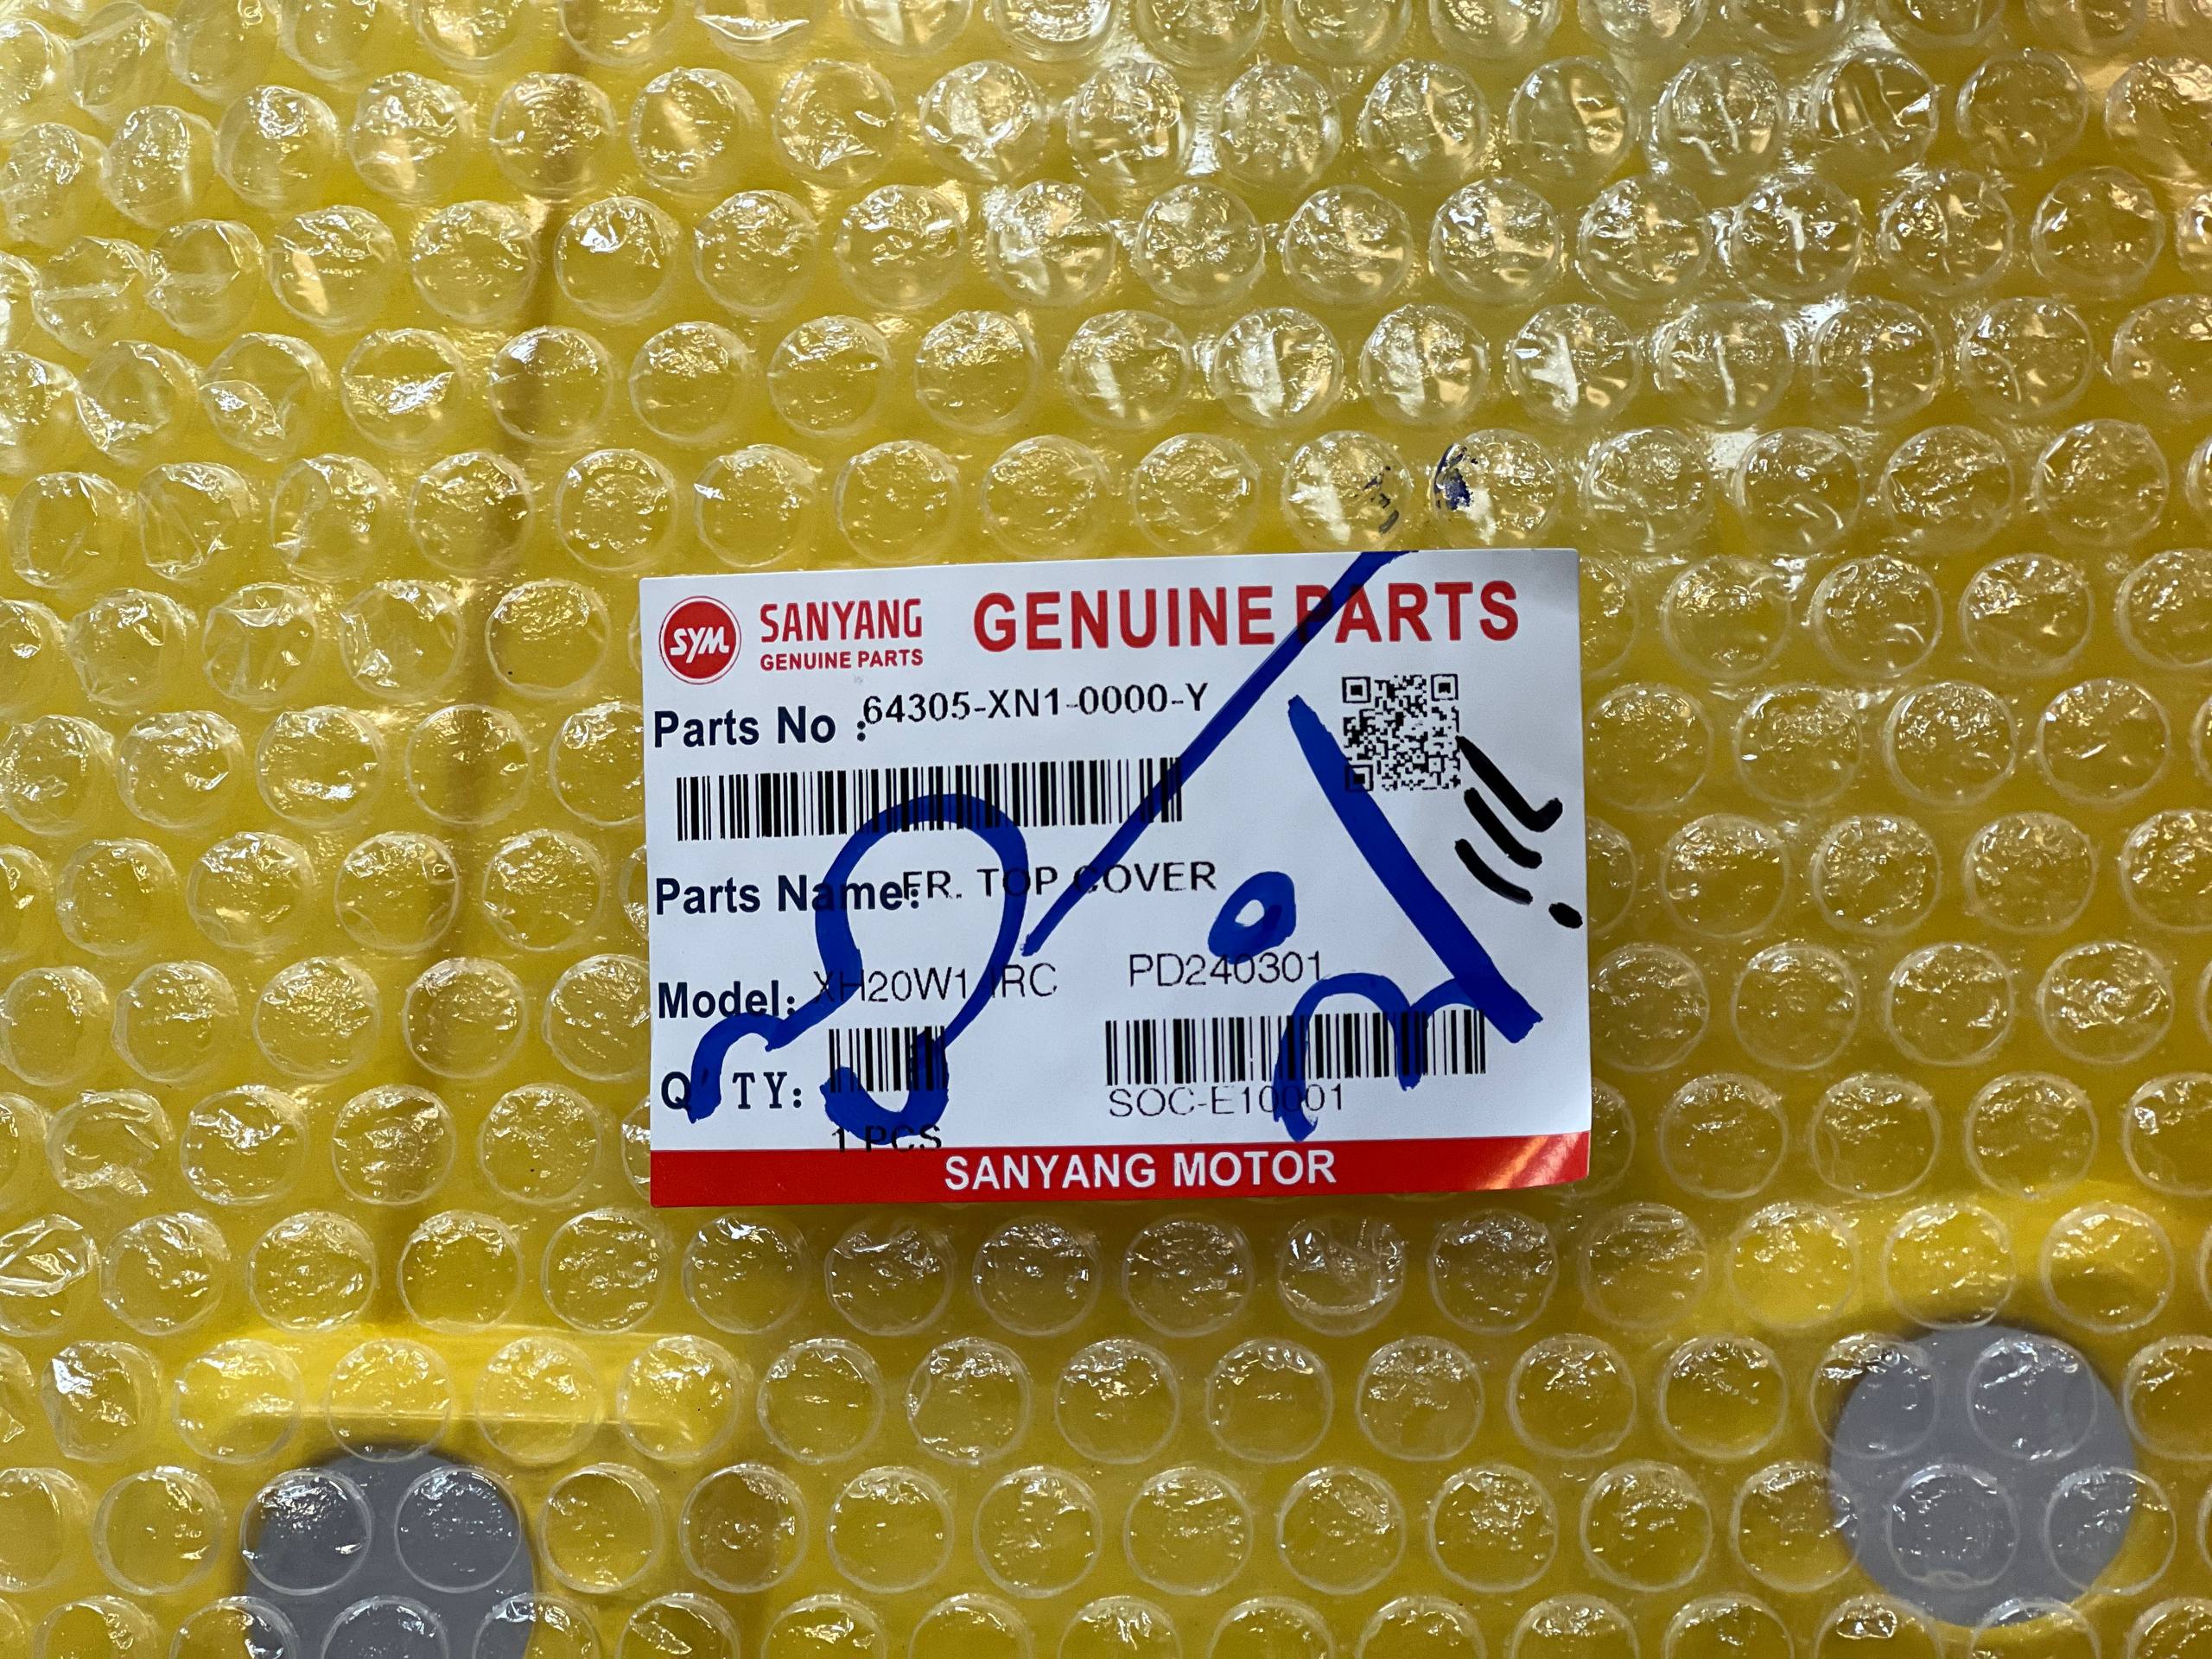 SYM SANYANG GENUINE PARTS
GENUINE PARTS
Parts No : 64305-XN1-0000-Y
Parts Name: FR. TOP COVER
Model: XH20W1 IRC PD240301
Q'TY:
1 PCS
SOC-E10001
SANYANG MOTOR